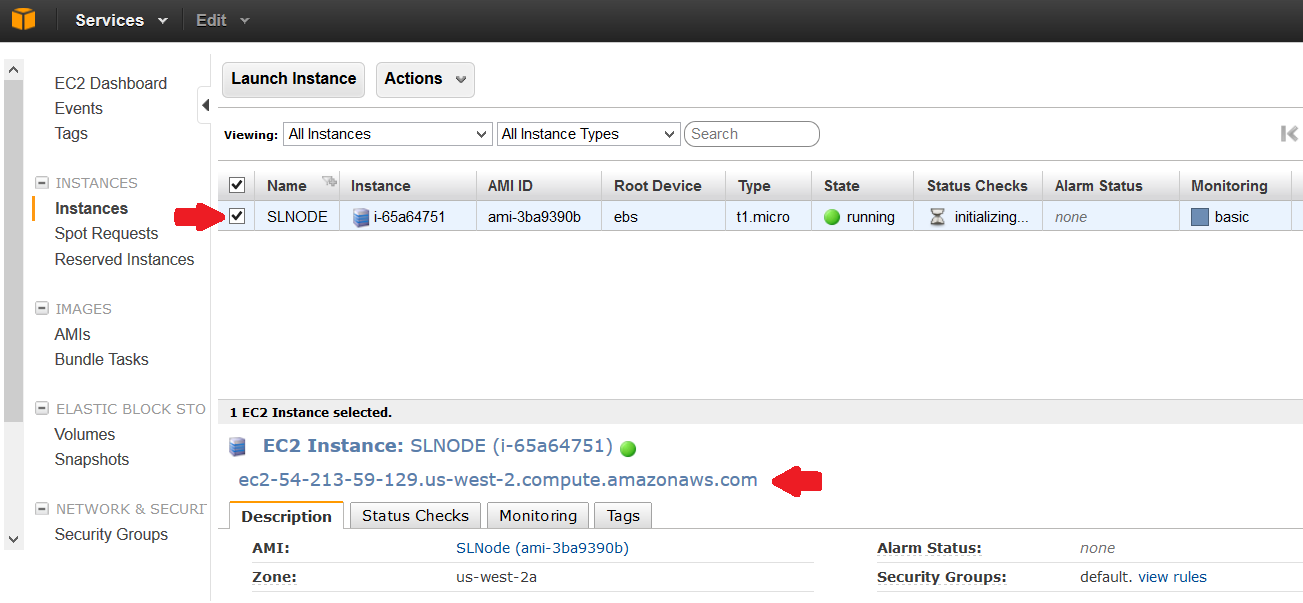 Services Edit
EC2 Dashboard
Events
Tags
INSTANCES
Instances
Spot Requests
Reserved Instances
IMAGES
AMIs
Bundle Tasks
ELASTIC BLOCK STO
Volumes
Snapshots
NETWORK & SECURIT
Security Groups
Launch Instance Actions
Viewing: All Instances All Instance Types Search
Name Instance AMI ID Root Device Type State Status Checks Alarm Status Monitoring
SLNODE i-65a64751 ami-3ba9390b ebs t1.micro running initializing... none basic
1 EC2 Instance selected.
EC2 Instance: SLNODE (i-65a64751)
ec2-54-213-59-129.us-west-2.compute.amazonaws.com
Description Status Checks Monitoring Tags
AMI: SLNode (ami-3ba9390b) Alarm Status: none
Zone: us-west-2a Security Groups: default. view rules